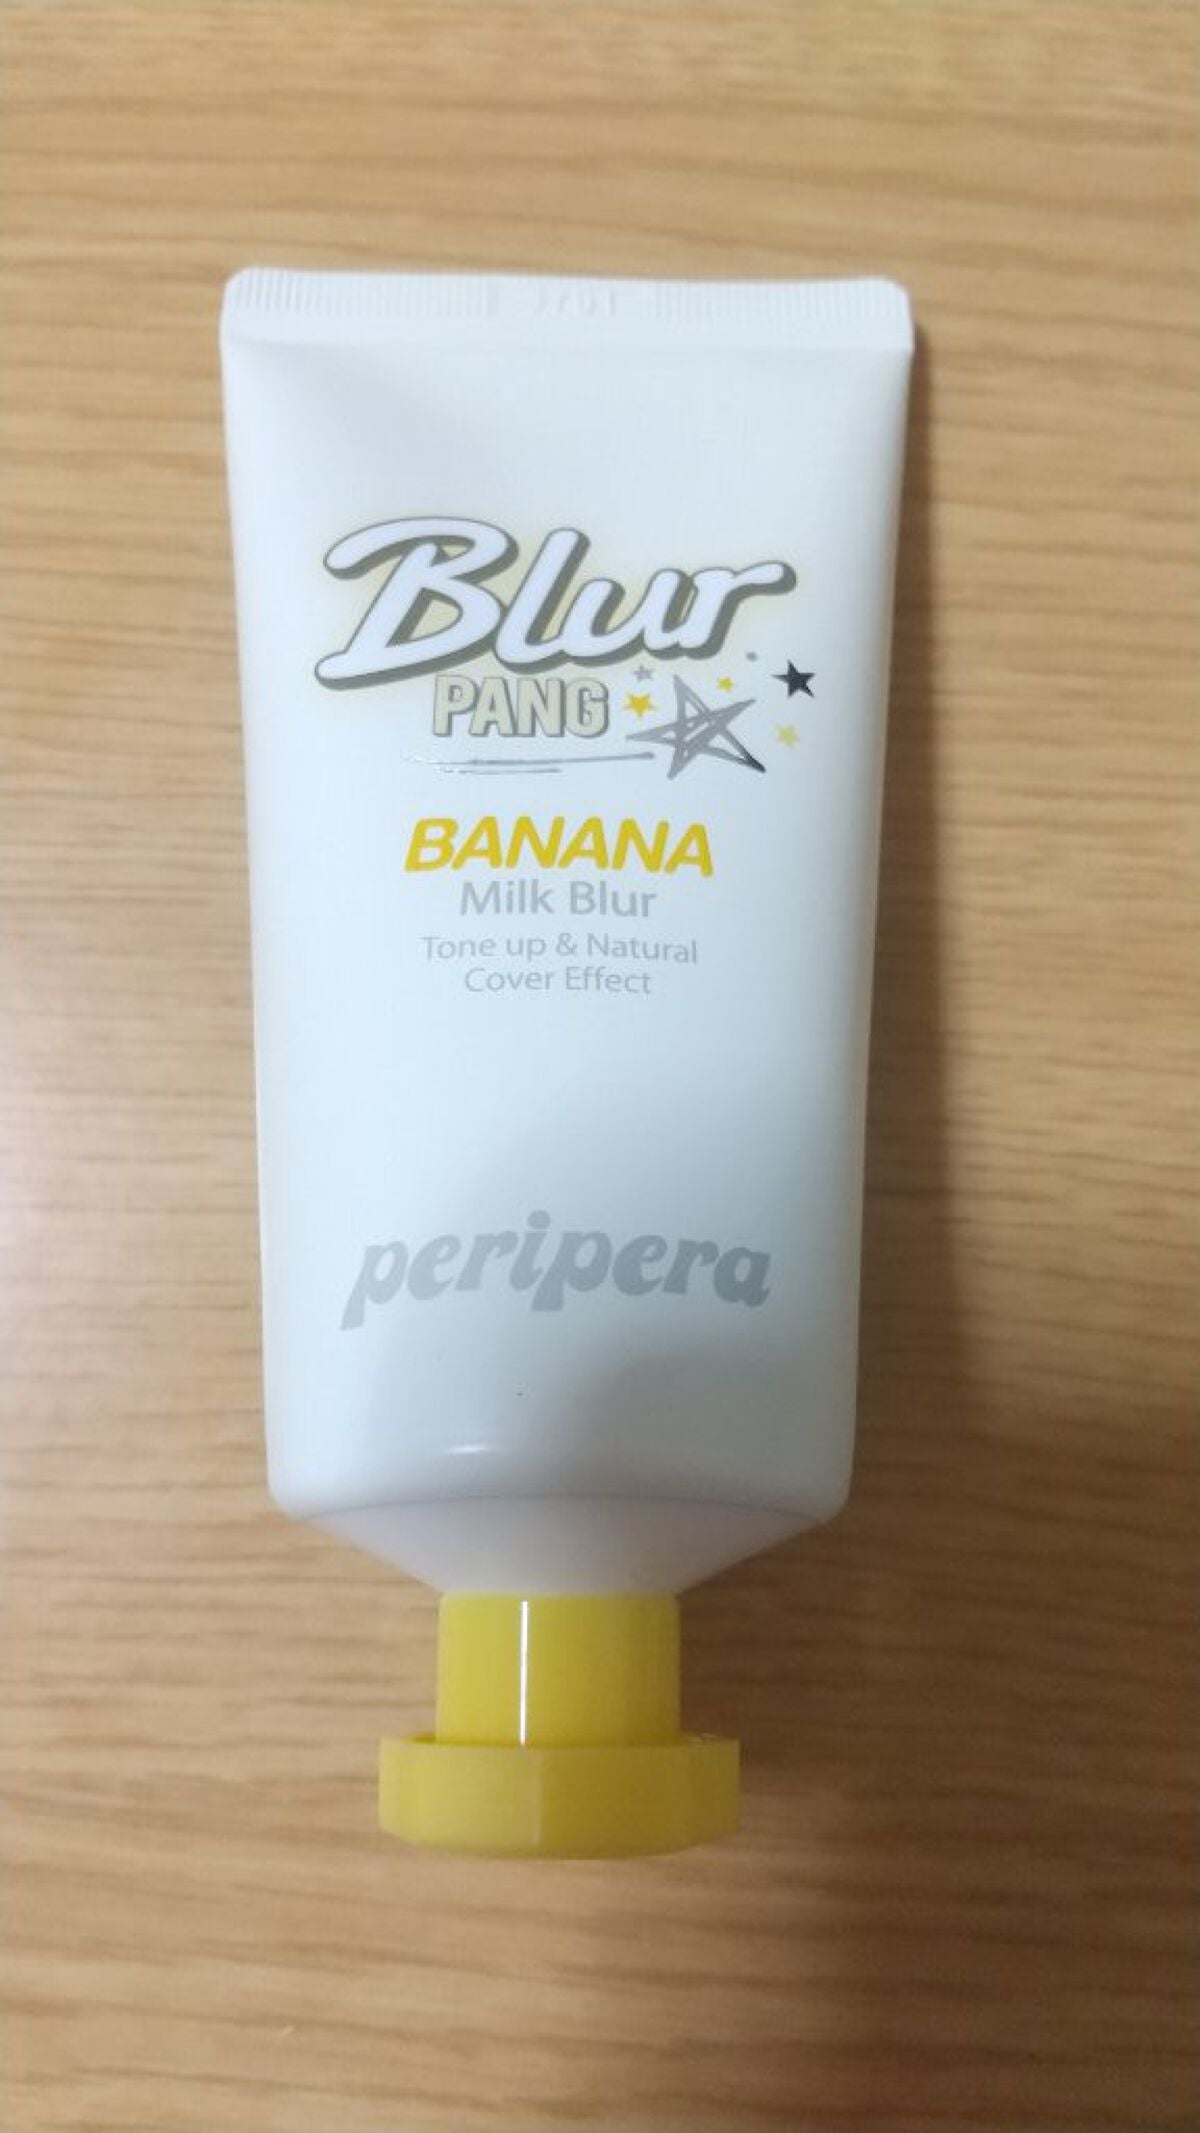 Blur
PANG
BANANA
Milk Blur
Tone up & Natural
Cover Effect
peripera